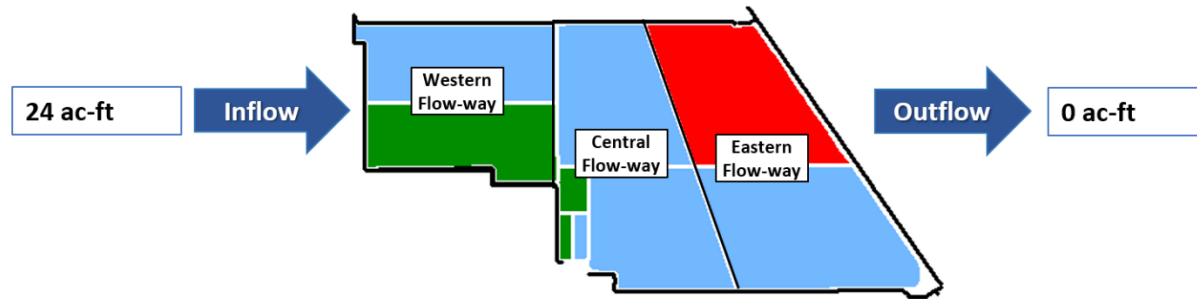 24 ac-ft
Inflow
Western
Flow-way
Central
Flow-way
Eastern
Flow-way
Outflow
0 ac-ft